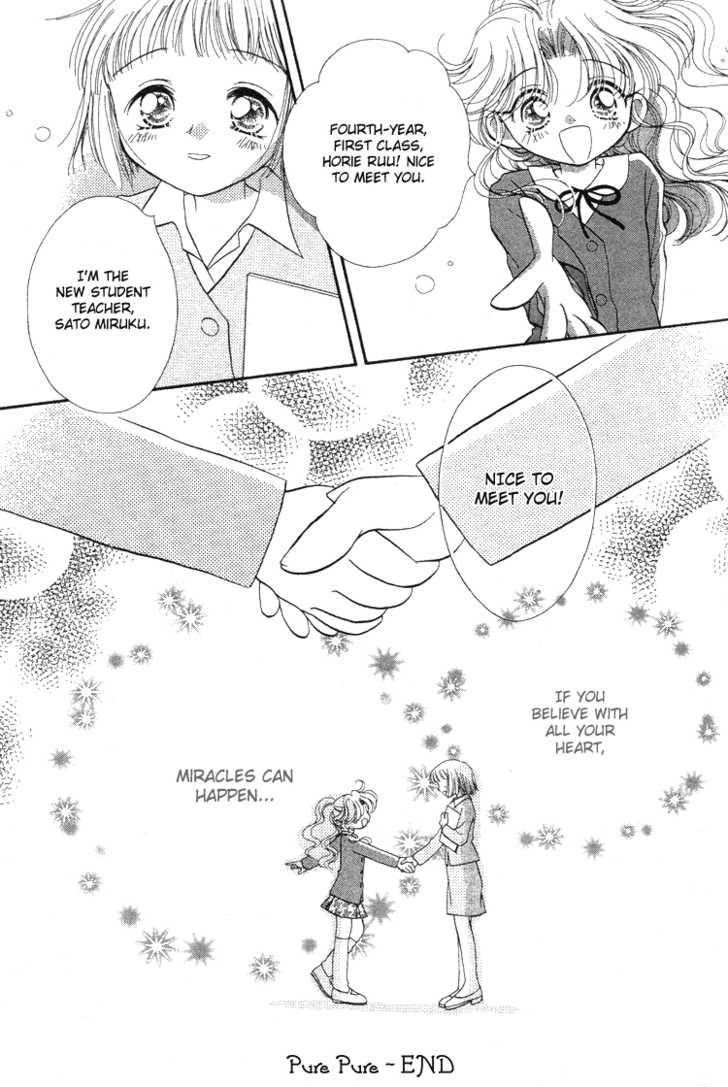 FOURTH-YEAR,
FIRST CLASS,
HORIE RUU! NICE
TO MEET YOU.
I'M THE
NEW STUDENT
TEACHER,
SATO MIRUKU.
NICE TO
MEET YOU!
IF YOU
BELIEVE WITH
ALL YOUR
HEART,
MIRACLES CAN
HAPPEN...
Pure Pure ~ END